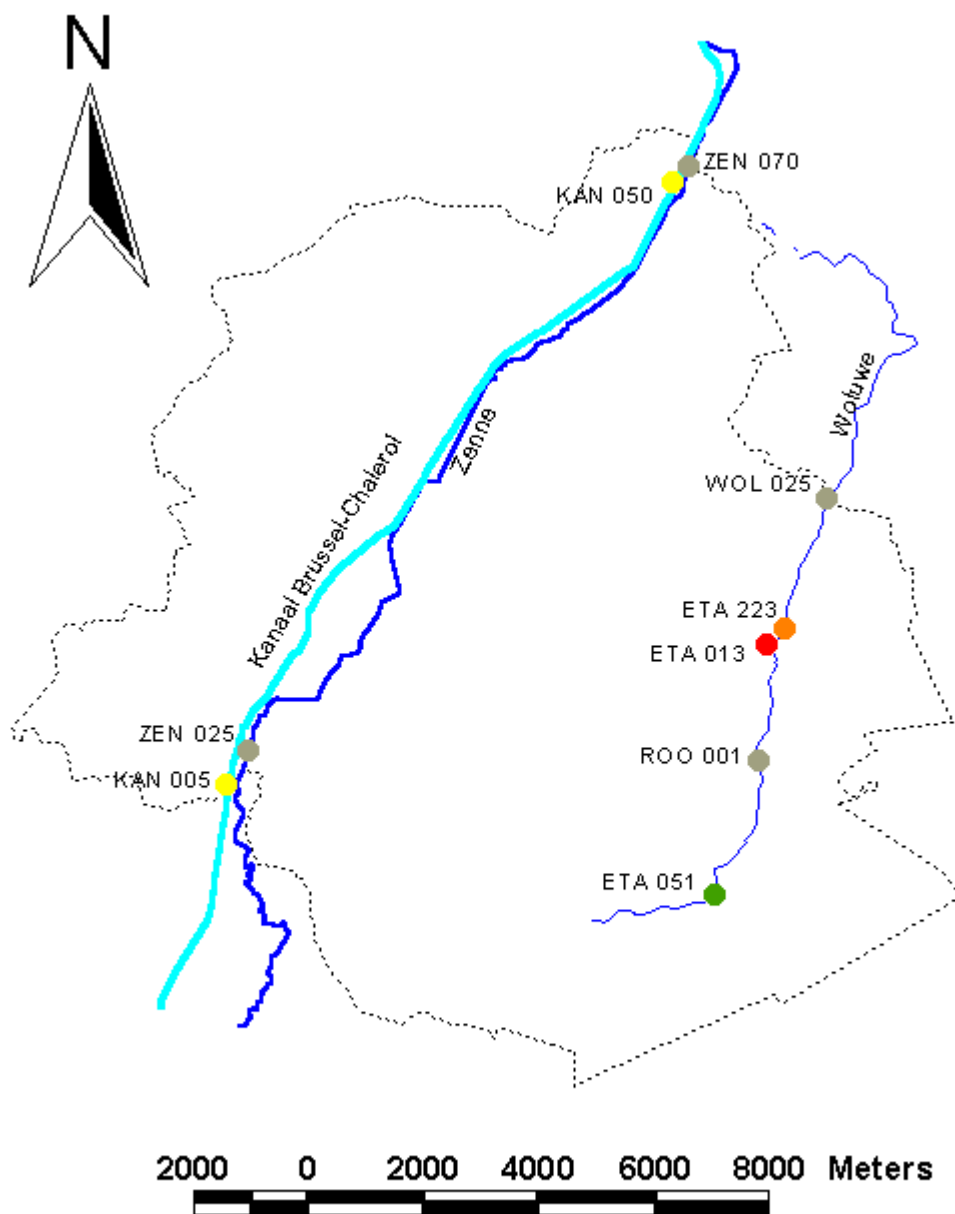 N
ZEN 070
KAN 050
Woluwe
Zenne
WOL 025
Kanaal Brussel-Chalerol
ETA 223
ETA 013
ZEN 025
ROO 001
KAN 005
ETA 051
2000 0 2000 4000 6000 8000 Meters